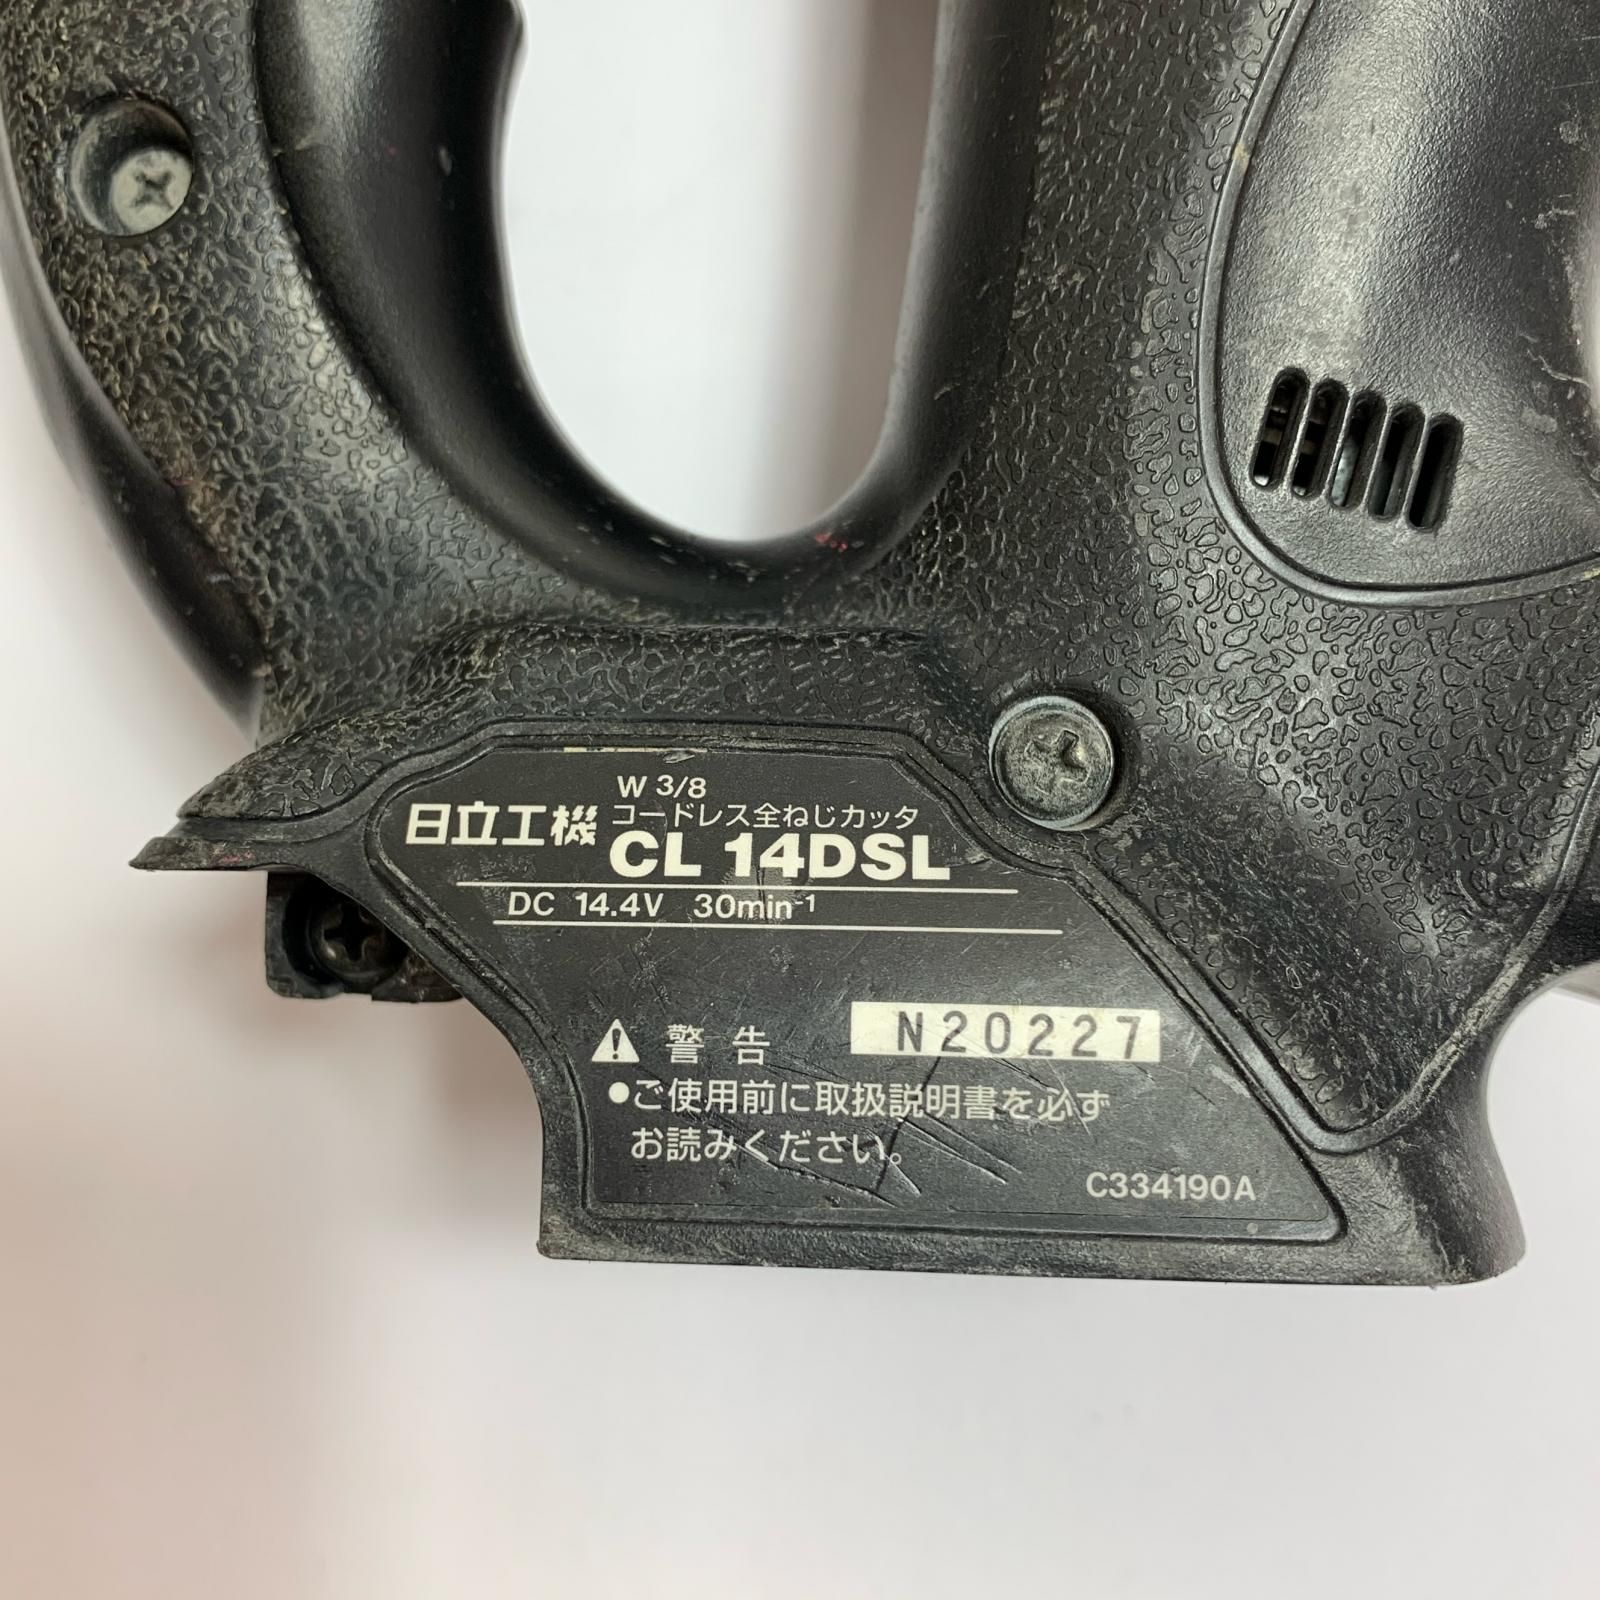 W 3/8
日立工機 コードレス全ねじカッタ
CL 14DSL
DC 14.4V 30min-1
警告 N20227
●ご使用前に取扱説明書を必ず
お読みください。
C334190A